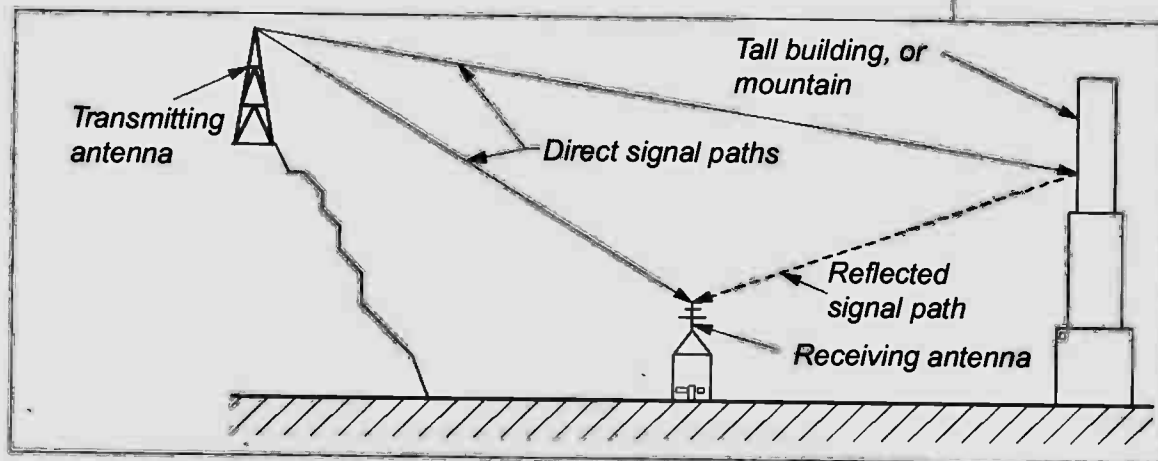 Tall building, or
mountain
Transmitting
antenna
Direct signal paths
Reflected
signal path
Receiving antenna